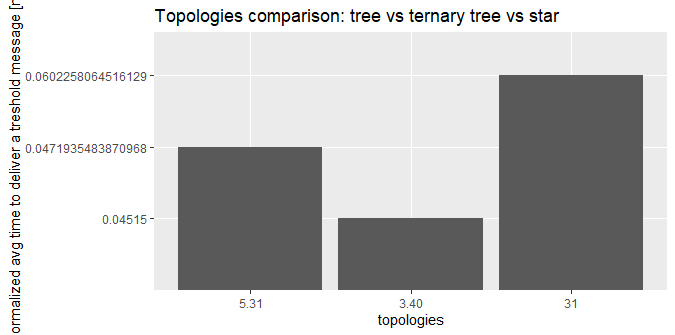 Topologies comparison: tree vs ternary tree vs star
ormalized avg time to deliver a treshold message [
0.0602258064516129
0.0471935483870968
0.04515
5.31 3.40 31
topologies